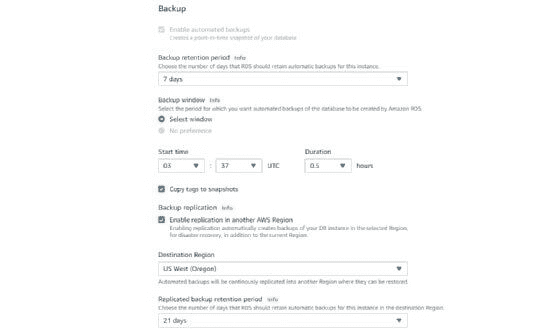 Backup
Enable automated backups
Creates a point-in-time snapshot of your database
Backup retention period Info
Choose the number of days that RDS should retain automatic backups for this instance.
7 days
Backup window Info
Select the period for which you want automated backups of the database to be created by Amazon RDS.
Select window
No preference
Start time Duration
03 : 37 UTC 0.5 hours
Copy tags to snapshots
Backup replication Info
Enable replication in another AWS Region
Enabling replication automatically creates backups of your DB instance in the selected Region,
for disaster recovery, in addition to the current Region.
Destination Region
US West (Oregon)
Automated backups will be continously replicated into another Region where they can be restored.
Replicated backup retention period Info
Choose the number of days that RDS should retain automatic backups for this instance in the destination Region.
21 days